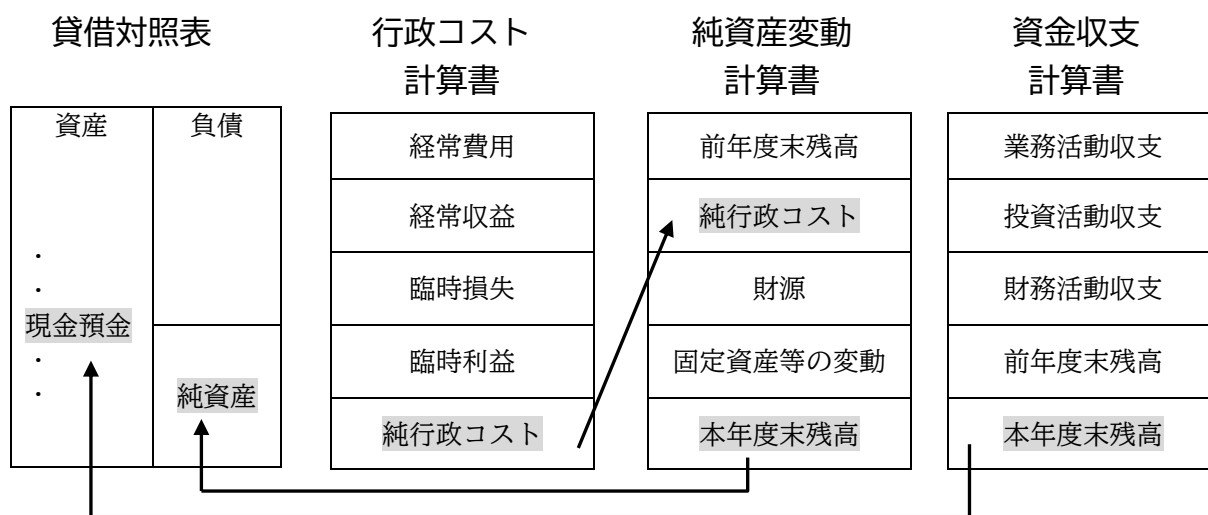 貸借対照表
資産
負債
・
・
現金預金
・
・
純資産
行政コスト
計算書
経常費用
経常収益
臨時損失
臨時利益
純行政コスト
純資産変動
計算書
前年度末残高
純行政コスト
財源
固定資産等の変動
本年度末残高
資金収支
計算書
業務活動収支
投資活動収支
財務活動収支
前年度末残高
本年度末残高